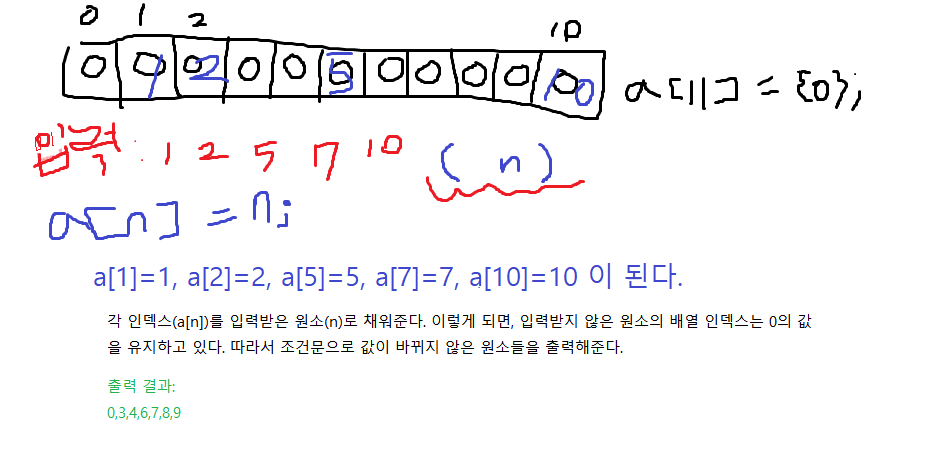 0 1 2 10
0 0 1 0 2 0 0 0 5 0 0 0 0 0 10 a[11] = {0};
입력 : 1 2 5 7 10 ( n )
a[n] = n;
a[1]=1, a[2]=2, a[5]=5, a[7]=7, a[10]=10 이 된다.
각 인덱스(a[n])를 입력받은 원소(n)로 채워준다. 이렇게 되면, 입력받지 않은 원소의 배열 인덱스는 0의 값
을 유지하고 있다. 따라서 조건문으로 값이 바뀌지 않은 원소들을 출력해준다.
출력 결과:
0,3,4,6,7,8,9